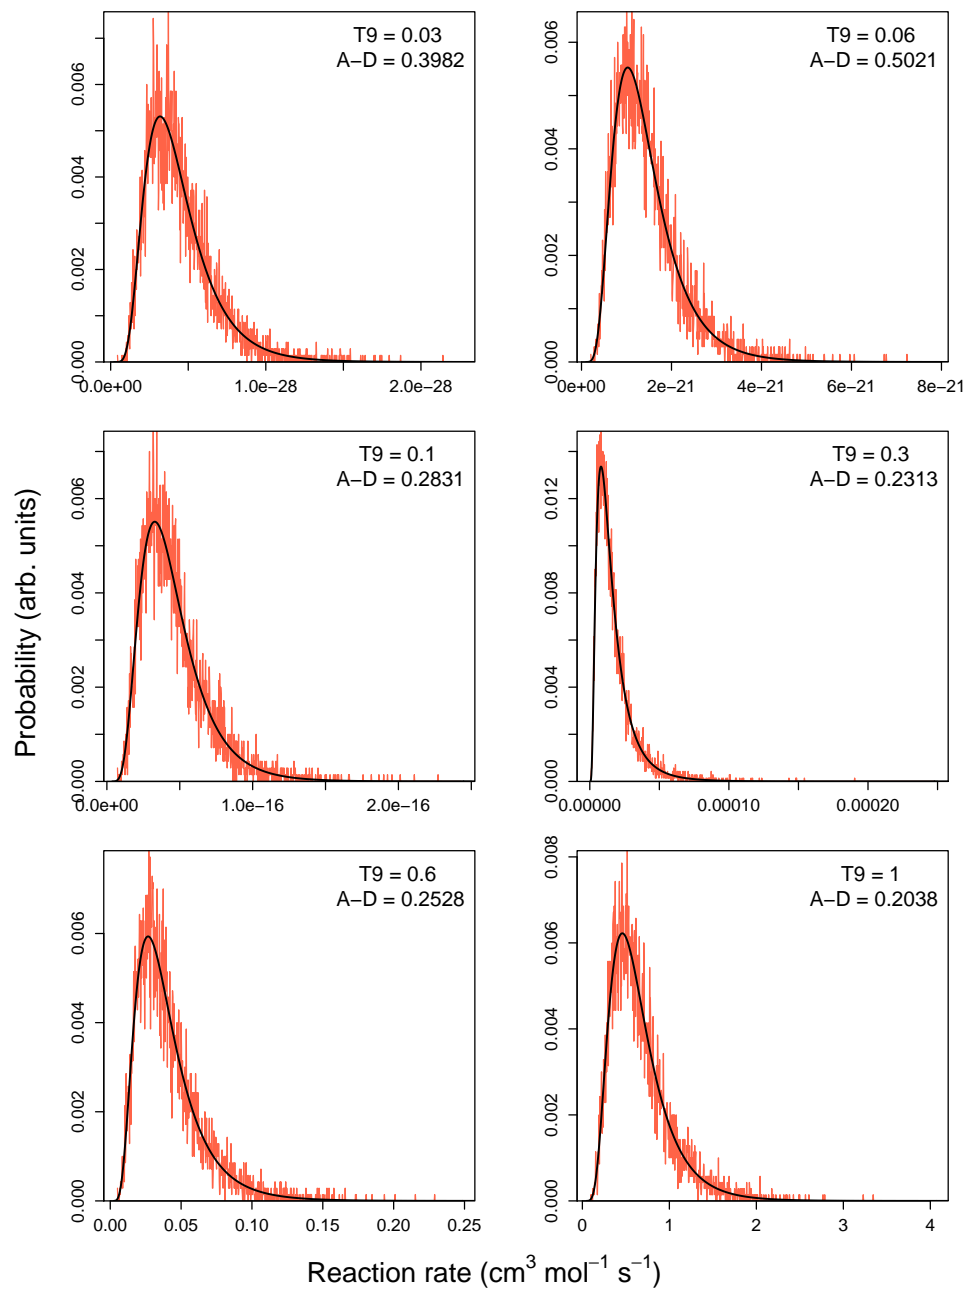 T9 = 0.03
A−D = 0.3982
0.000 0.002 0.004 0.006
0.0e+00 1.0e−28 2.0e−28
T9 = 0.06
A−D = 0.5021
0.000 0.002 0.004 0.006
0e+00 2e−21 4e−21 6e−21 8e−21
T9 = 0.1
A−D = 0.2831
0.000 0.002 0.004 0.006
0.0e+00 1.0e−16 2.0e−16
T9 = 0.3
A−D = 0.2313
0.000 0.004 0.008 0.012
0.00000 0.00010 0.00020
T9 = 0.6
A−D = 0.2528
0.000 0.002 0.004 0.006
0.00 0.05 0.10 0.15 0.20 0.25
T9 = 1
A−D = 0.2038
0.000 0.002 0.004 0.006 0.008
0 1 2 3 4
Probability (arb. units)
Reaction rate (cm³ mol⁻¹ s⁻¹)